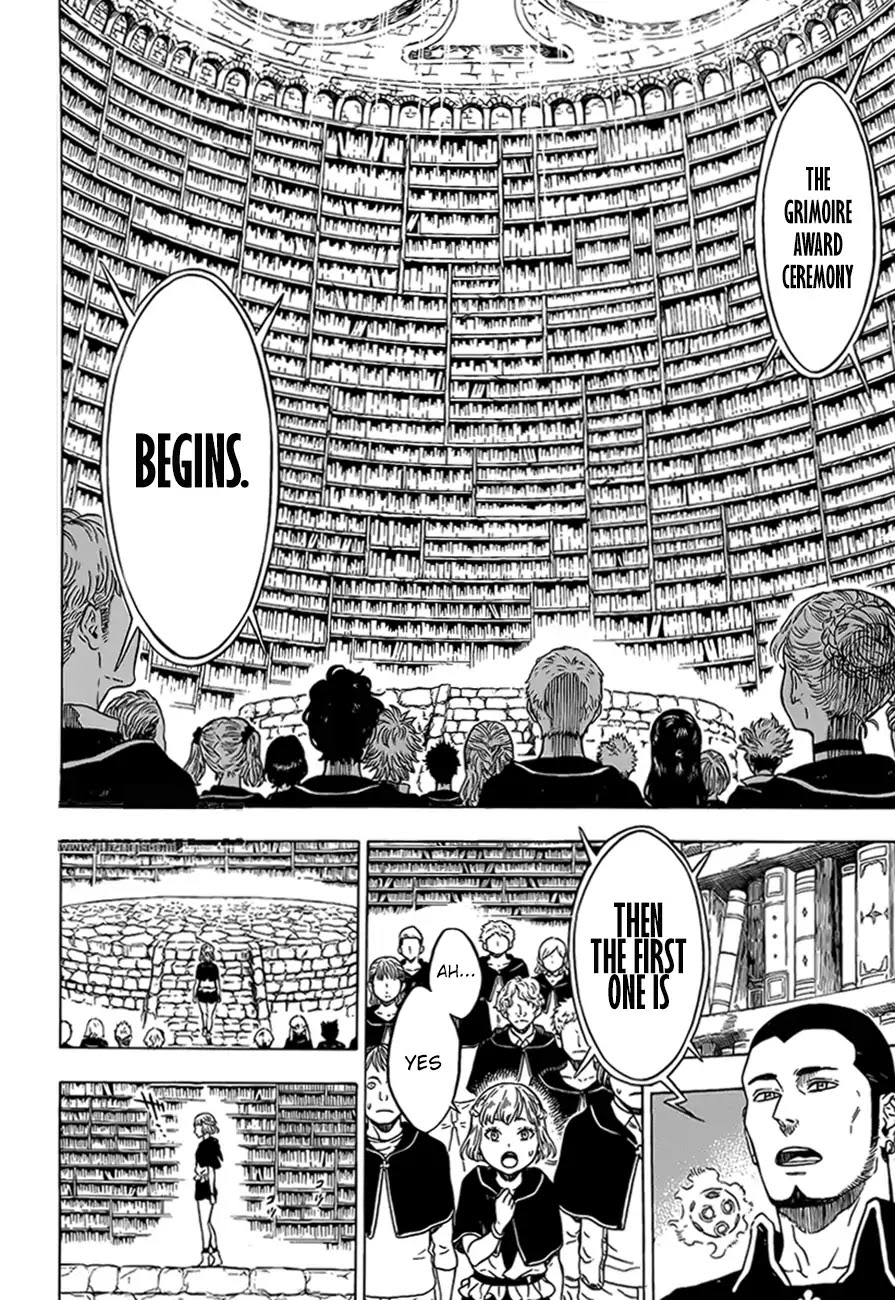 THE
GRIMOIRE
AWARD
CEREMONY
BEGINS.
THEN
THE FIRST
ONE IS
AH...
YES